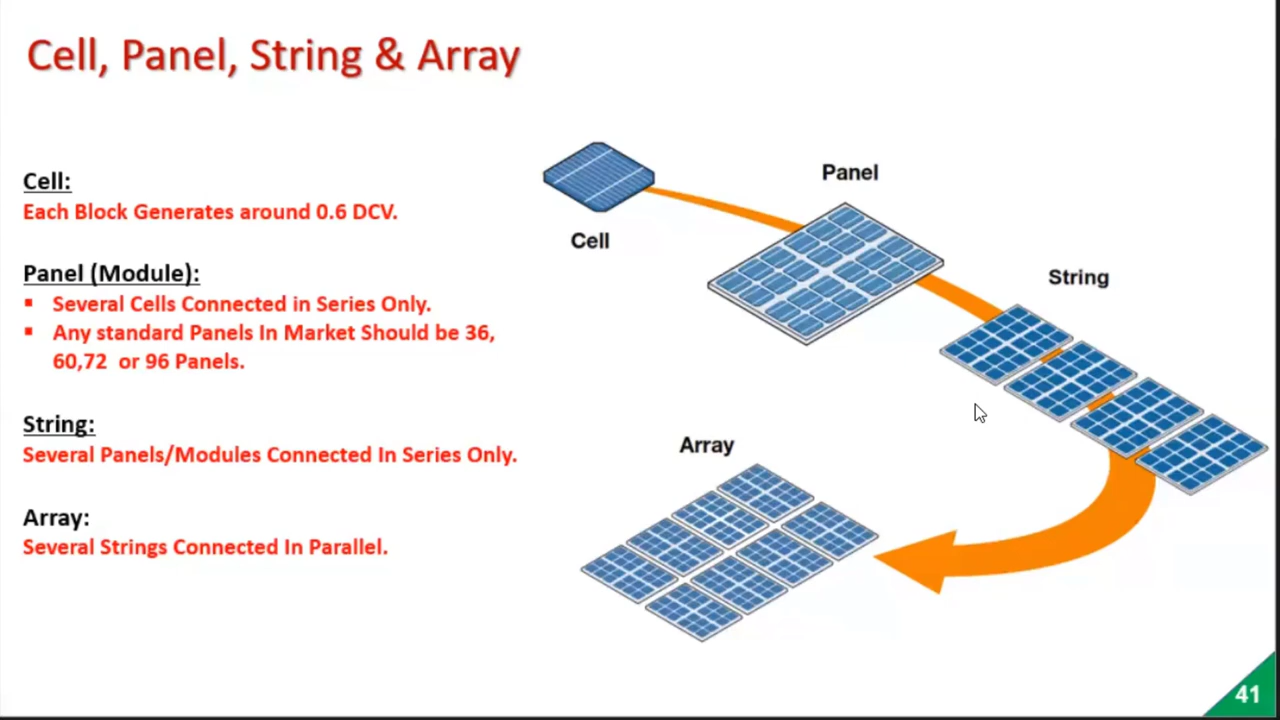 Cell, Panel, String & Array
Cell:
Each Block Generates around 0.6 DCV.
Panel (Module):
▪ Several Cells Connected in Series Only.
▪ Any standard Panels In Market Should be 36,
60,72 or 96 Panels.
String:
Several Panels/Modules Connected In Series Only.
Array:
Several Strings Connected In Parallel.
Cell
Panel
String
Array
41